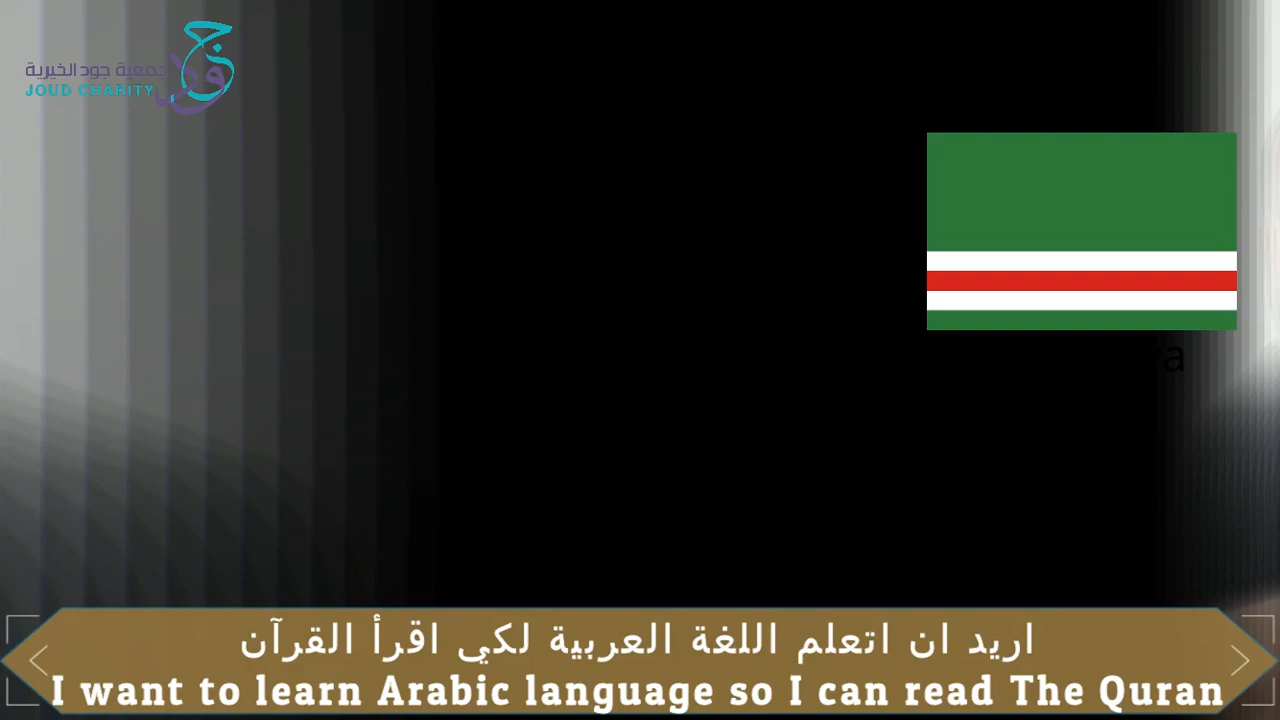 جمعية جود الخيرية
JOUD CHARITY
اريد ان اتعلم اللغة العربية لكي اقرأ القرآن
I want to learn Arabic language so I can read The Quran